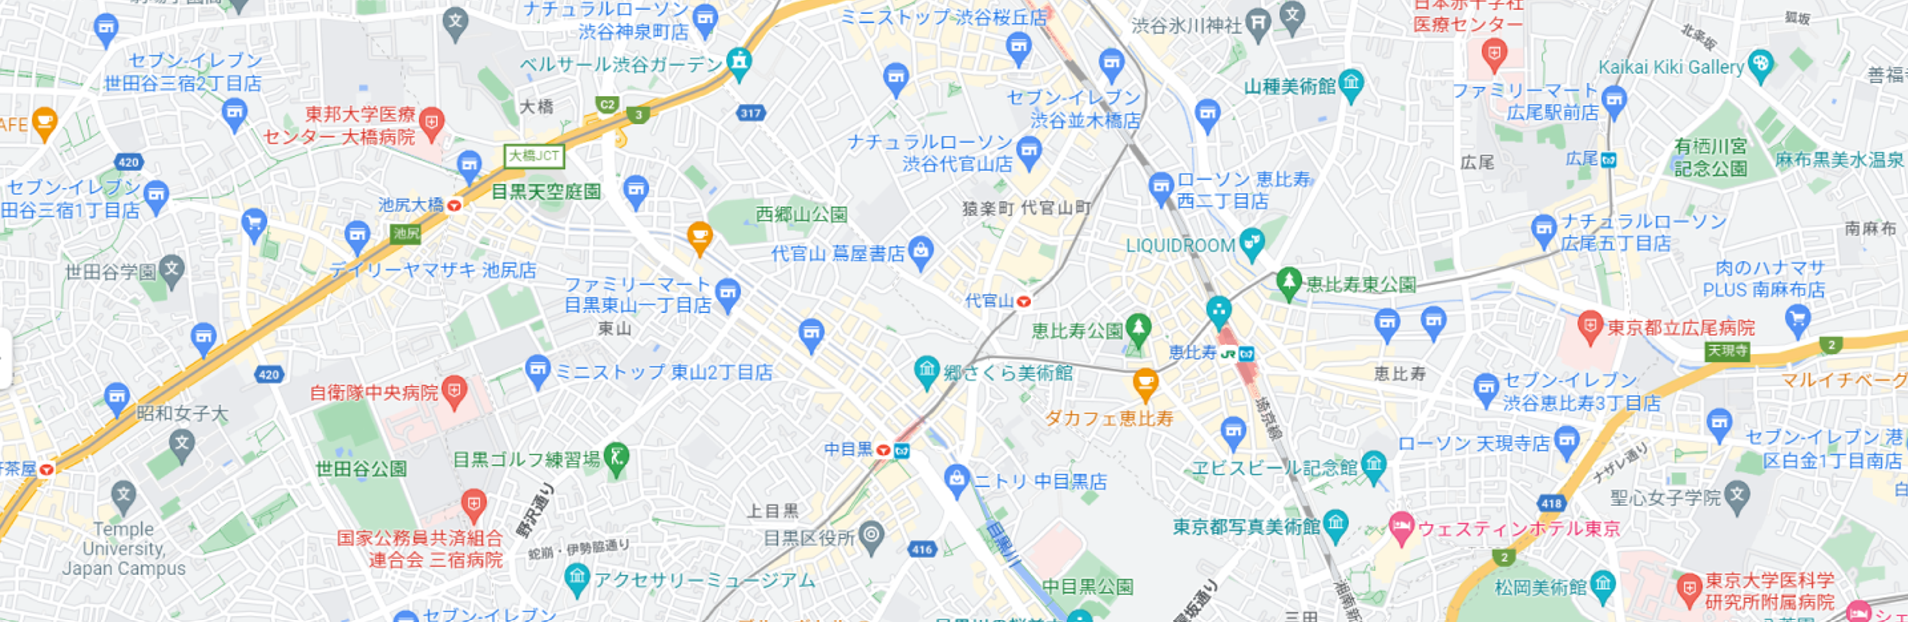 ナチュラルローソン
渋谷神泉町店
ミニストップ 渋谷桜丘店
渋谷氷川神社
日本赤十字社
医療センター
狐坂
北条坂
セブン-イレブン
世田谷三宿2丁目店
ベルサール渋谷ガーデン
山種美術館
Kaikai Kiki Gallery
善福寺
AFE
東邦大学医療
センター 大橋病院
大橋
C2
3
317
セブン-イレブン
渋谷並木橋店
ファミリーマート
広尾駅前店
420
大橋JCT
ナチュラルローソン
渋谷代官山店
広尾
広尾
有栖川宮
記念公園
麻布黒美水温泉
セブン-イレブン
田谷三宿1丁目店
池尻大橋
目黒天空庭園
池尻
西郷山公園
猿楽町
代官山町
ローソン 恵比寿
西二丁目店
ナチュラルローソン
広尾五丁目店
南麻布
世田谷学園
デイリーヤマザキ 池尻店
代官山 蔦屋書店
LIQUIDROOM
恵比寿東公園
肉のハナマサ
PLUS 南麻布店
ファミリーマート
目黒東山一丁目店
東山
代官山
恵比寿公園
恵比寿
JR
東京都立広尾病院
天現寺
2
420
自衛隊中央病院
ミニストップ 東山2丁目店
郷さくら美術館
恵比寿
セブン-イレブン
渋谷恵比寿3丁目店
マルイチベーグ
昭和女子大
ダカフェ恵比寿
埼京線
茶屋
世田谷公園
目黒ゴルフ練習場
中目黒
ニトリ 中目黒店
ヱビスビール記念館
ローソン 天現寺店
ナザレ通り
セブン-イレブン 港
区白金1丁目南店
Temple
University,
Japan Campus
国家公務員共済組合
連合会 三宿病院
野沢通り
蛇崩・伊勢脇通り
上目黒
目黒区役所
416
目黒川
東京都写真美術館
ウェスティンホテル東京
418
聖心女子学院
白
2
アクセサリーミュージアム
中目黒公園
湘南新
松岡美術館
東京大学医科学
研究所附属病院
セブン-イレブン
三田
シェ